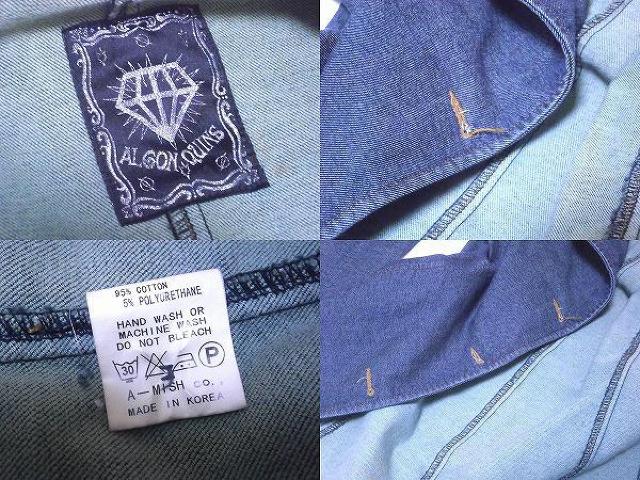 ALGONQUINS
95% COTTON
5% POLYURETHANE
HAND WASH OR
MACHINE WASH
DO NOT BLEACH
30 P
A-MISH CO.,
MADE IN KOREA